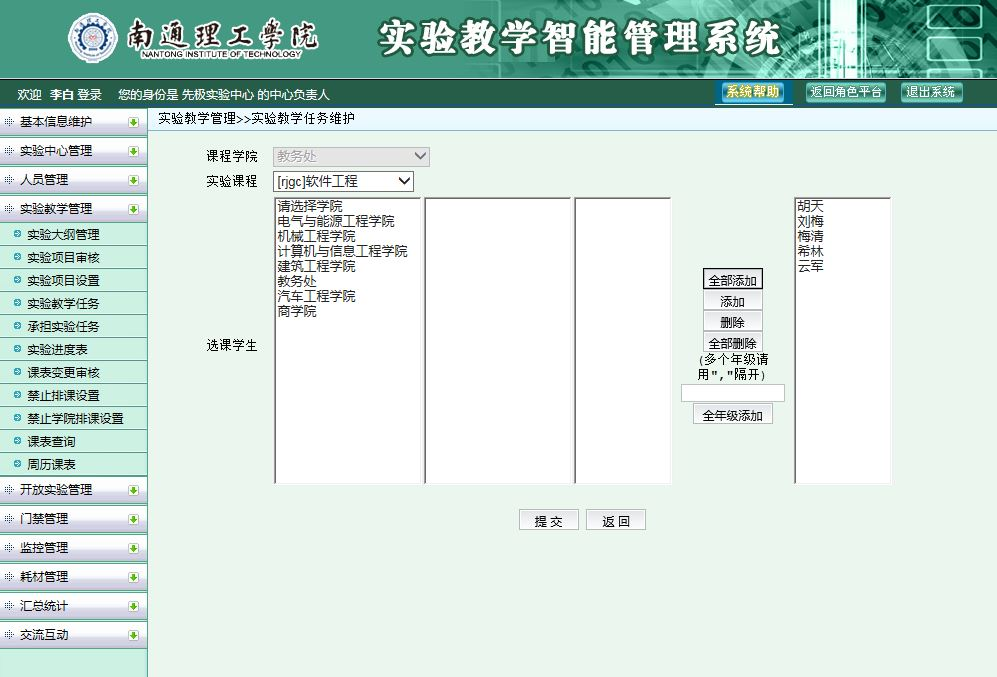 南通理工学院
NANTONG INSTITUTE OF TECHNOLOGY
实验教学智能管理系统
欢迎 李白 登录 您的身份是 先极实验中心 的中心负责人
系统帮助 返回角色平台 退出系统
基本信息维护
实验中心管理
人员管理
实验教学管理
实验大纲管理
实验项目审核
实验项目设置
实验教学任务
承担实验任务
实验进度表
课表变更审核
禁止排课设置
禁止学院排课设置
课表查询
周历课表
开放实验管理
门禁管理
监控管理
耗材管理
汇总统计
交流互动
实验教学管理>>实验教学任务维护
课程学院 教务处
实验课程 [rjgc]软件工程
选课学生
请选择学院
电气与能源工程学院
机械工程学院
计算机与信息工程学院
建筑工程学院
教务处
汽车工程学院
商学院
全部添加
添加
删除
全部删除
(多个年级请
用","隔开)
全年级添加
胡天
刘梅
梅清
希林
云军
提 交 返 回